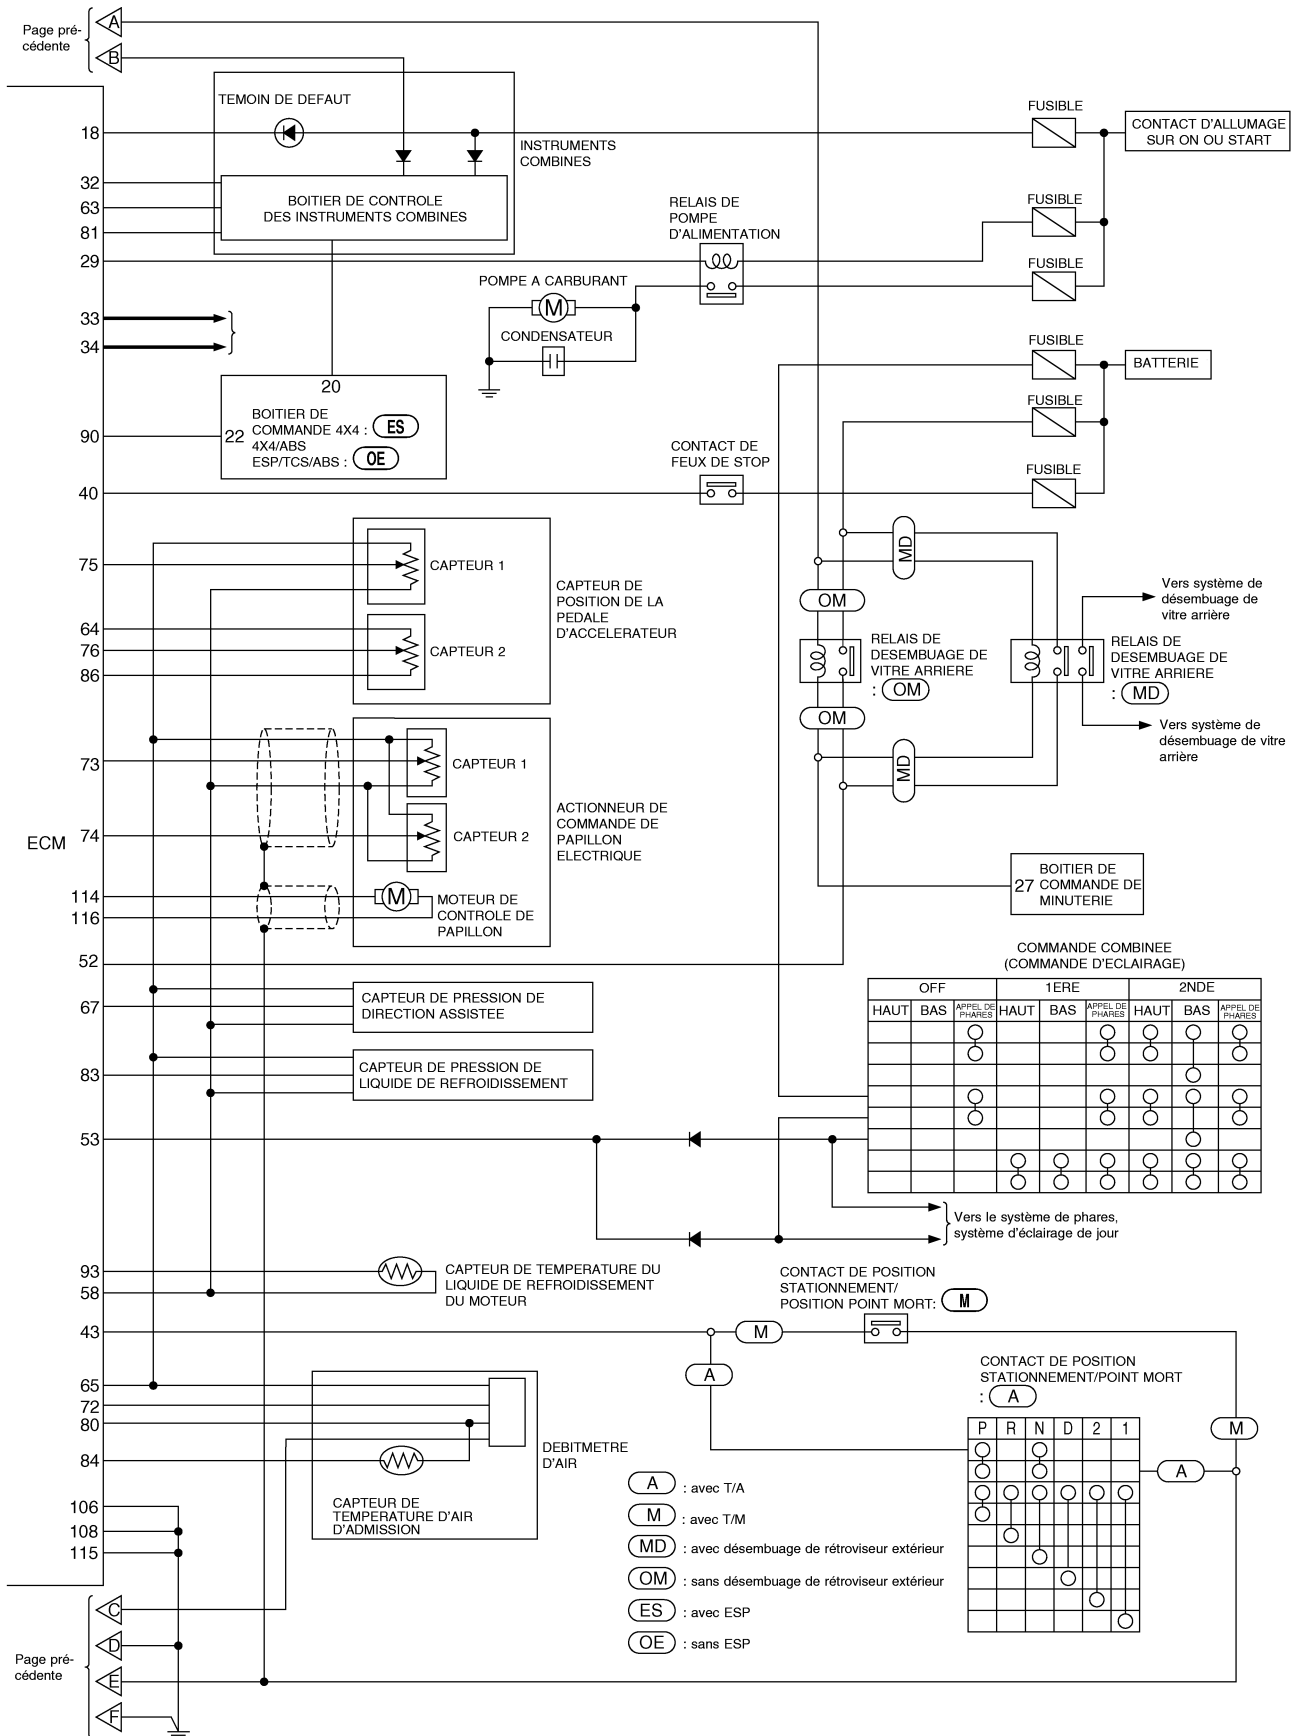 Page pré-
cédente
A
B
TEMOIN DE DEFAUT
INSTRUMENTS
COMBINES
BOITIER DE CONTROLE
DES INSTRUMENTS COMBINES
FUSIBLE
CONTACT D'ALLUMAGE
SUR ON OU START
FUSIBLE
FUSIBLE
RELAIS DE
POMPE
D'ALIMENTATION
POMPE A CARBURANT
M
CONDENSATEUR
18
32
63
81
29
33
34
90
40
20
22
BOITIER DE
COMMANDE 4X4 : ES
4X4/ABS
ESP/TCS/ABS : OE
FUSIBLE
BATTERIE
FUSIBLE
FUSIBLE
CONTACT DE
FEUX DE STOP
75
64
76
86
CAPTEUR 1
CAPTEUR 2
CAPTEUR DE
POSITION DE LA
PEDALE
D'ACCELERATEUR
MD
OM
RELAIS DE
DESEMBUAGE DE
VITRE ARRIERE
: OM
OM
MD
Vers système de
désembuage de
vitre arrière
RELAIS DE
DESEMBUAGE DE
VITRE ARRIERE
: MD
Vers système de
désembuage de vitre
arrière
73
74
ECM
114
116
52
67
83
53
CAPTEUR 1
CAPTEUR 2
M
MOTEUR DE
CONTROLE DE
PAPILLON
ACTIONNEUR DE
COMMANDE DE
PAPILLON
ELECTRIQUE
27
BOITIER DE
COMMANDE DE
MINUTERIE
CAPTEUR DE PRESSION DE
DIRECTION ASSISTEE
CAPTEUR DE PRESSION DE
LIQUIDE DE REFROIDISSEMENT
COMMANDE COMBINEE
(COMMANDE D'ECLAIRAGE)
OFF 1ERE 2NDE
HAUT BAS APPEL DE PHARES HAUT BAS APPEL DE PHARES HAUT BAS APPEL DE PHARES
Vers le système de phares,
système d'éclairage de jour
93
58
43
CAPTEUR DE TEMPERATURE DU
LIQUIDE DE REFROIDISSEMENT
DU MOTEUR
CONTACT DE POSITION
STATIONNEMENT/
POSITION POINT MORT: M
M
A
CONTACT DE POSITION
STATIONNEMENT/POINT MORT
: A
P R N D 2 1
A
M
65
72
80
84
106
108
115
DEBITMETRE
D'AIR
CAPTEUR DE
TEMPERATURE D'AIR
D'ADMISSION
A : avec T/A
M : avec T/M
MD : avec désembuage de rétroviseur extérieur
OM : sans désembuage de rétroviseur extérieur
ES : avec ESP
OE : sans ESP
Page pré-
cédente
C
D
E
F